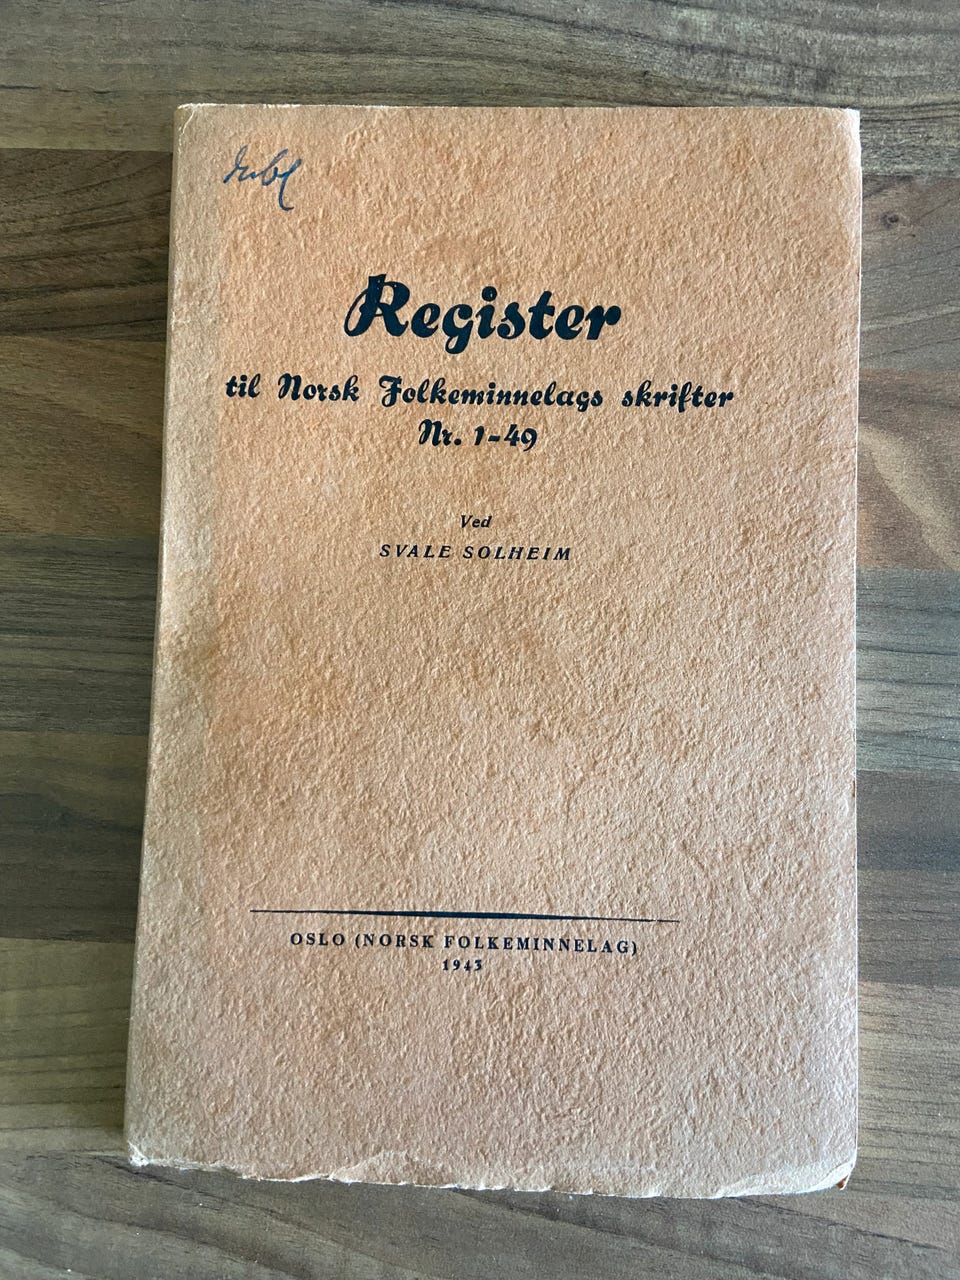 Register
til Norsk Folkeminnelags skrifter
Nr. 1-49
Ved
SVALE SOLHEIM
OSLO (NORSK FOLKEMINNELAG)
1943